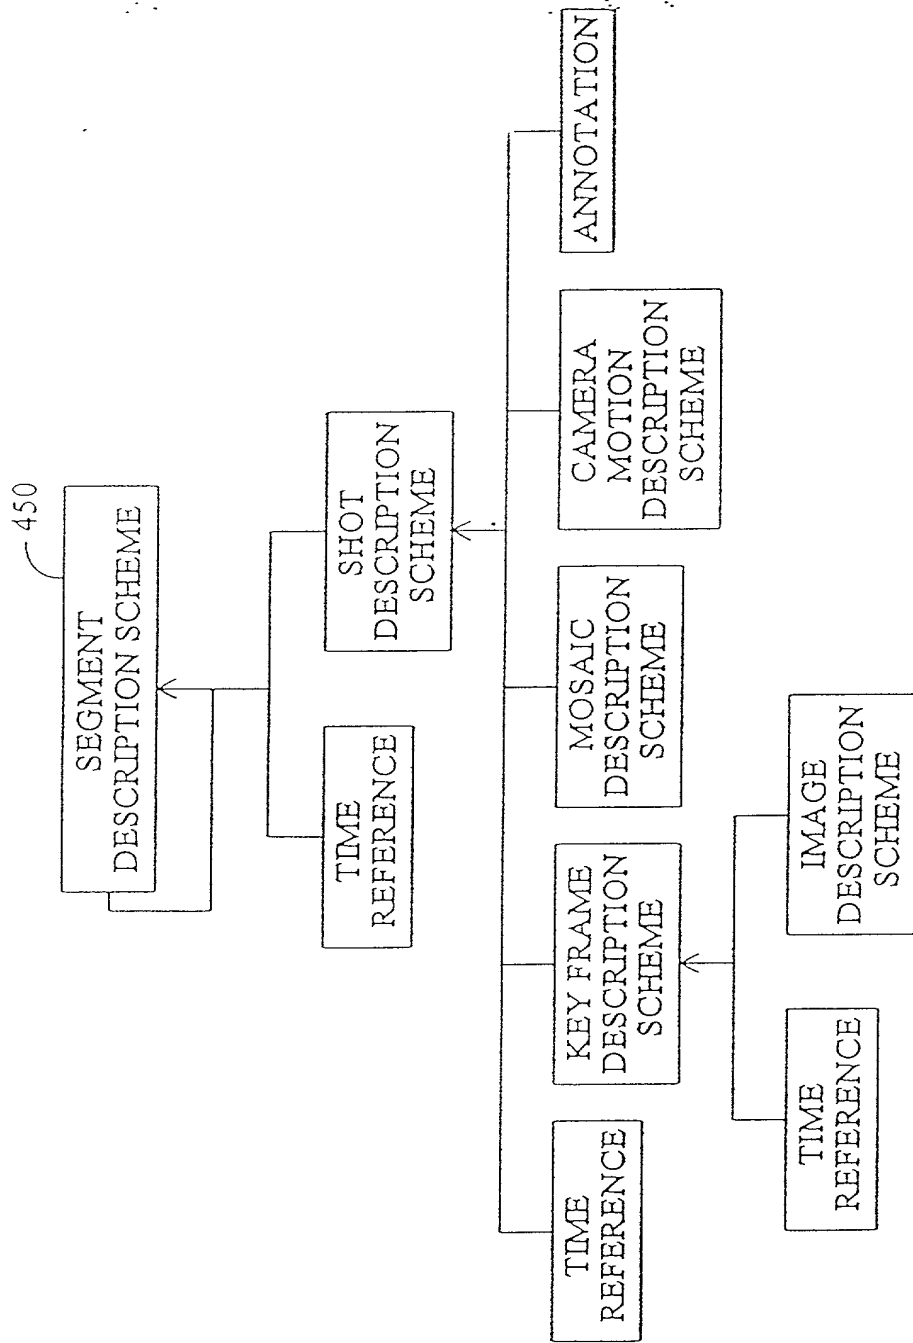 450
SEGMENT
DESCRIPTION SCHEME
TIME
REFERENCE
SHOT
DESCRIPTION
SCHEME
TIME
REFERENCE
KEY FRAME
DESCRIPTION
SCHEME
MOSAIC
DESCRIPTION
SCHEME
CAMERA
MOTION
DESCRIPTION
SCHEME
ANNOTATION
TIME
REFERENCE
IMAGE
DESCRIPTION
SCHEME